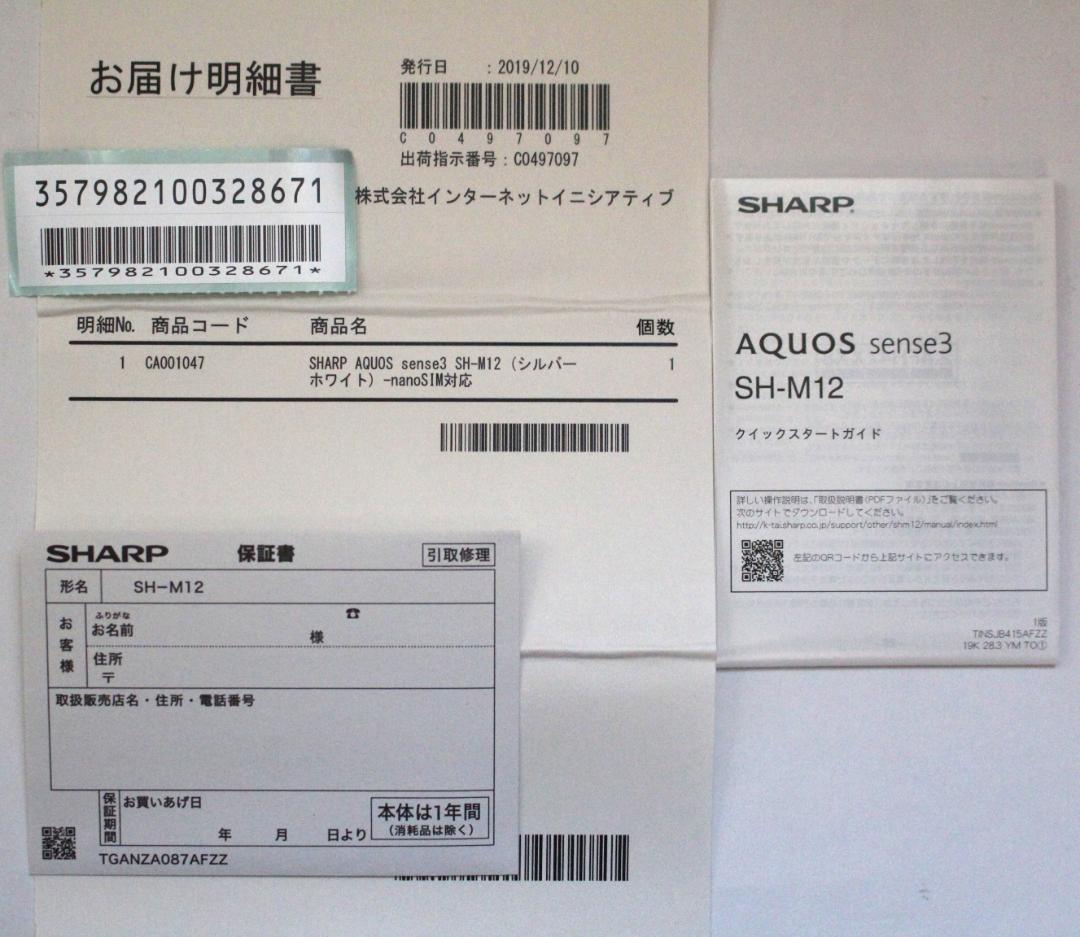 お届け明細書
発行日 : 2019/12/10
C0497097
出荷指示番号:C0497097
株式会社インターネットイニシアティブ
357982100328671
*357982100328671*
明細No. 商品コード 商品名 個数
1 CA001047 SHARP AQUOS sense3 SH-M12 (シルバー 1
ホワイト) -nanoSIM対応
SHARP 保証書 引取修理
形名 SH-M12
お客様
ふりがな
お名前 様 ☎
住所
〒
取扱販売店名・住所・電話番号
保証期間
お買いあげ日
年 月 日より
本体は1年間
(消耗品は除く)
TGANZA087AFZZ
SHARP
AQUOS sense3
SH-M12
クイックスタートガイド
詳しい操作説明は、「取扱説明書(PDFファイル)」をご覧ください。
次のサイトでダウンロードしてください。
http://k-tai.sharp.co.jp/support/other/shm12/manual/index.html
左記のQRコードから上記サイトにアクセスできます。
1版
TINSJB415AFZZ
19K 28.3 YM TO①